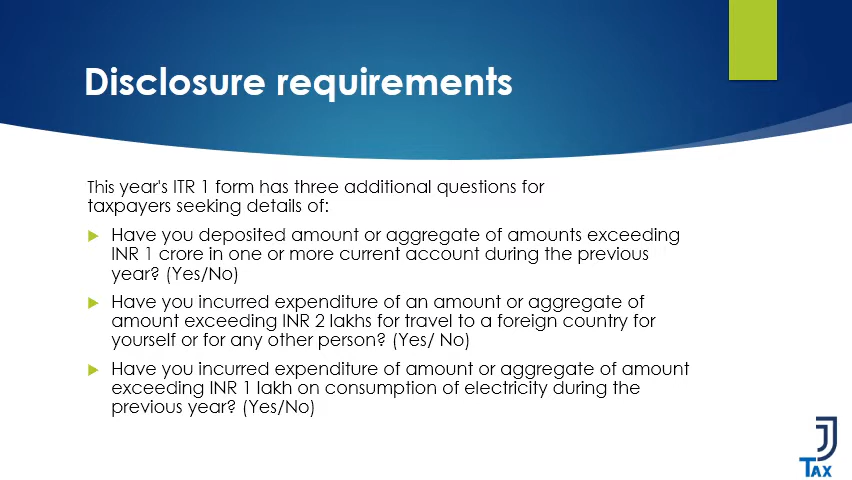 Disclosure requirements
This year's ITR 1 form has three additional questions for
taxpayers seeking details of:
Have you deposited amount or aggregate of amounts exceeding
INR 1 crore in one or more current account during the previous
year? (Yes/No)
Have you incurred expenditure of an amount or aggregate of
amount exceeding INR 2 lakhs for travel to a foreign country for
yourself or for any other person? (Yes/ No)
Have you incurred expenditure of amount or aggregate of amount
exceeding INR 1 lakh on consumption of electricity during the
previous year? (Yes/No)
JJ
TAX